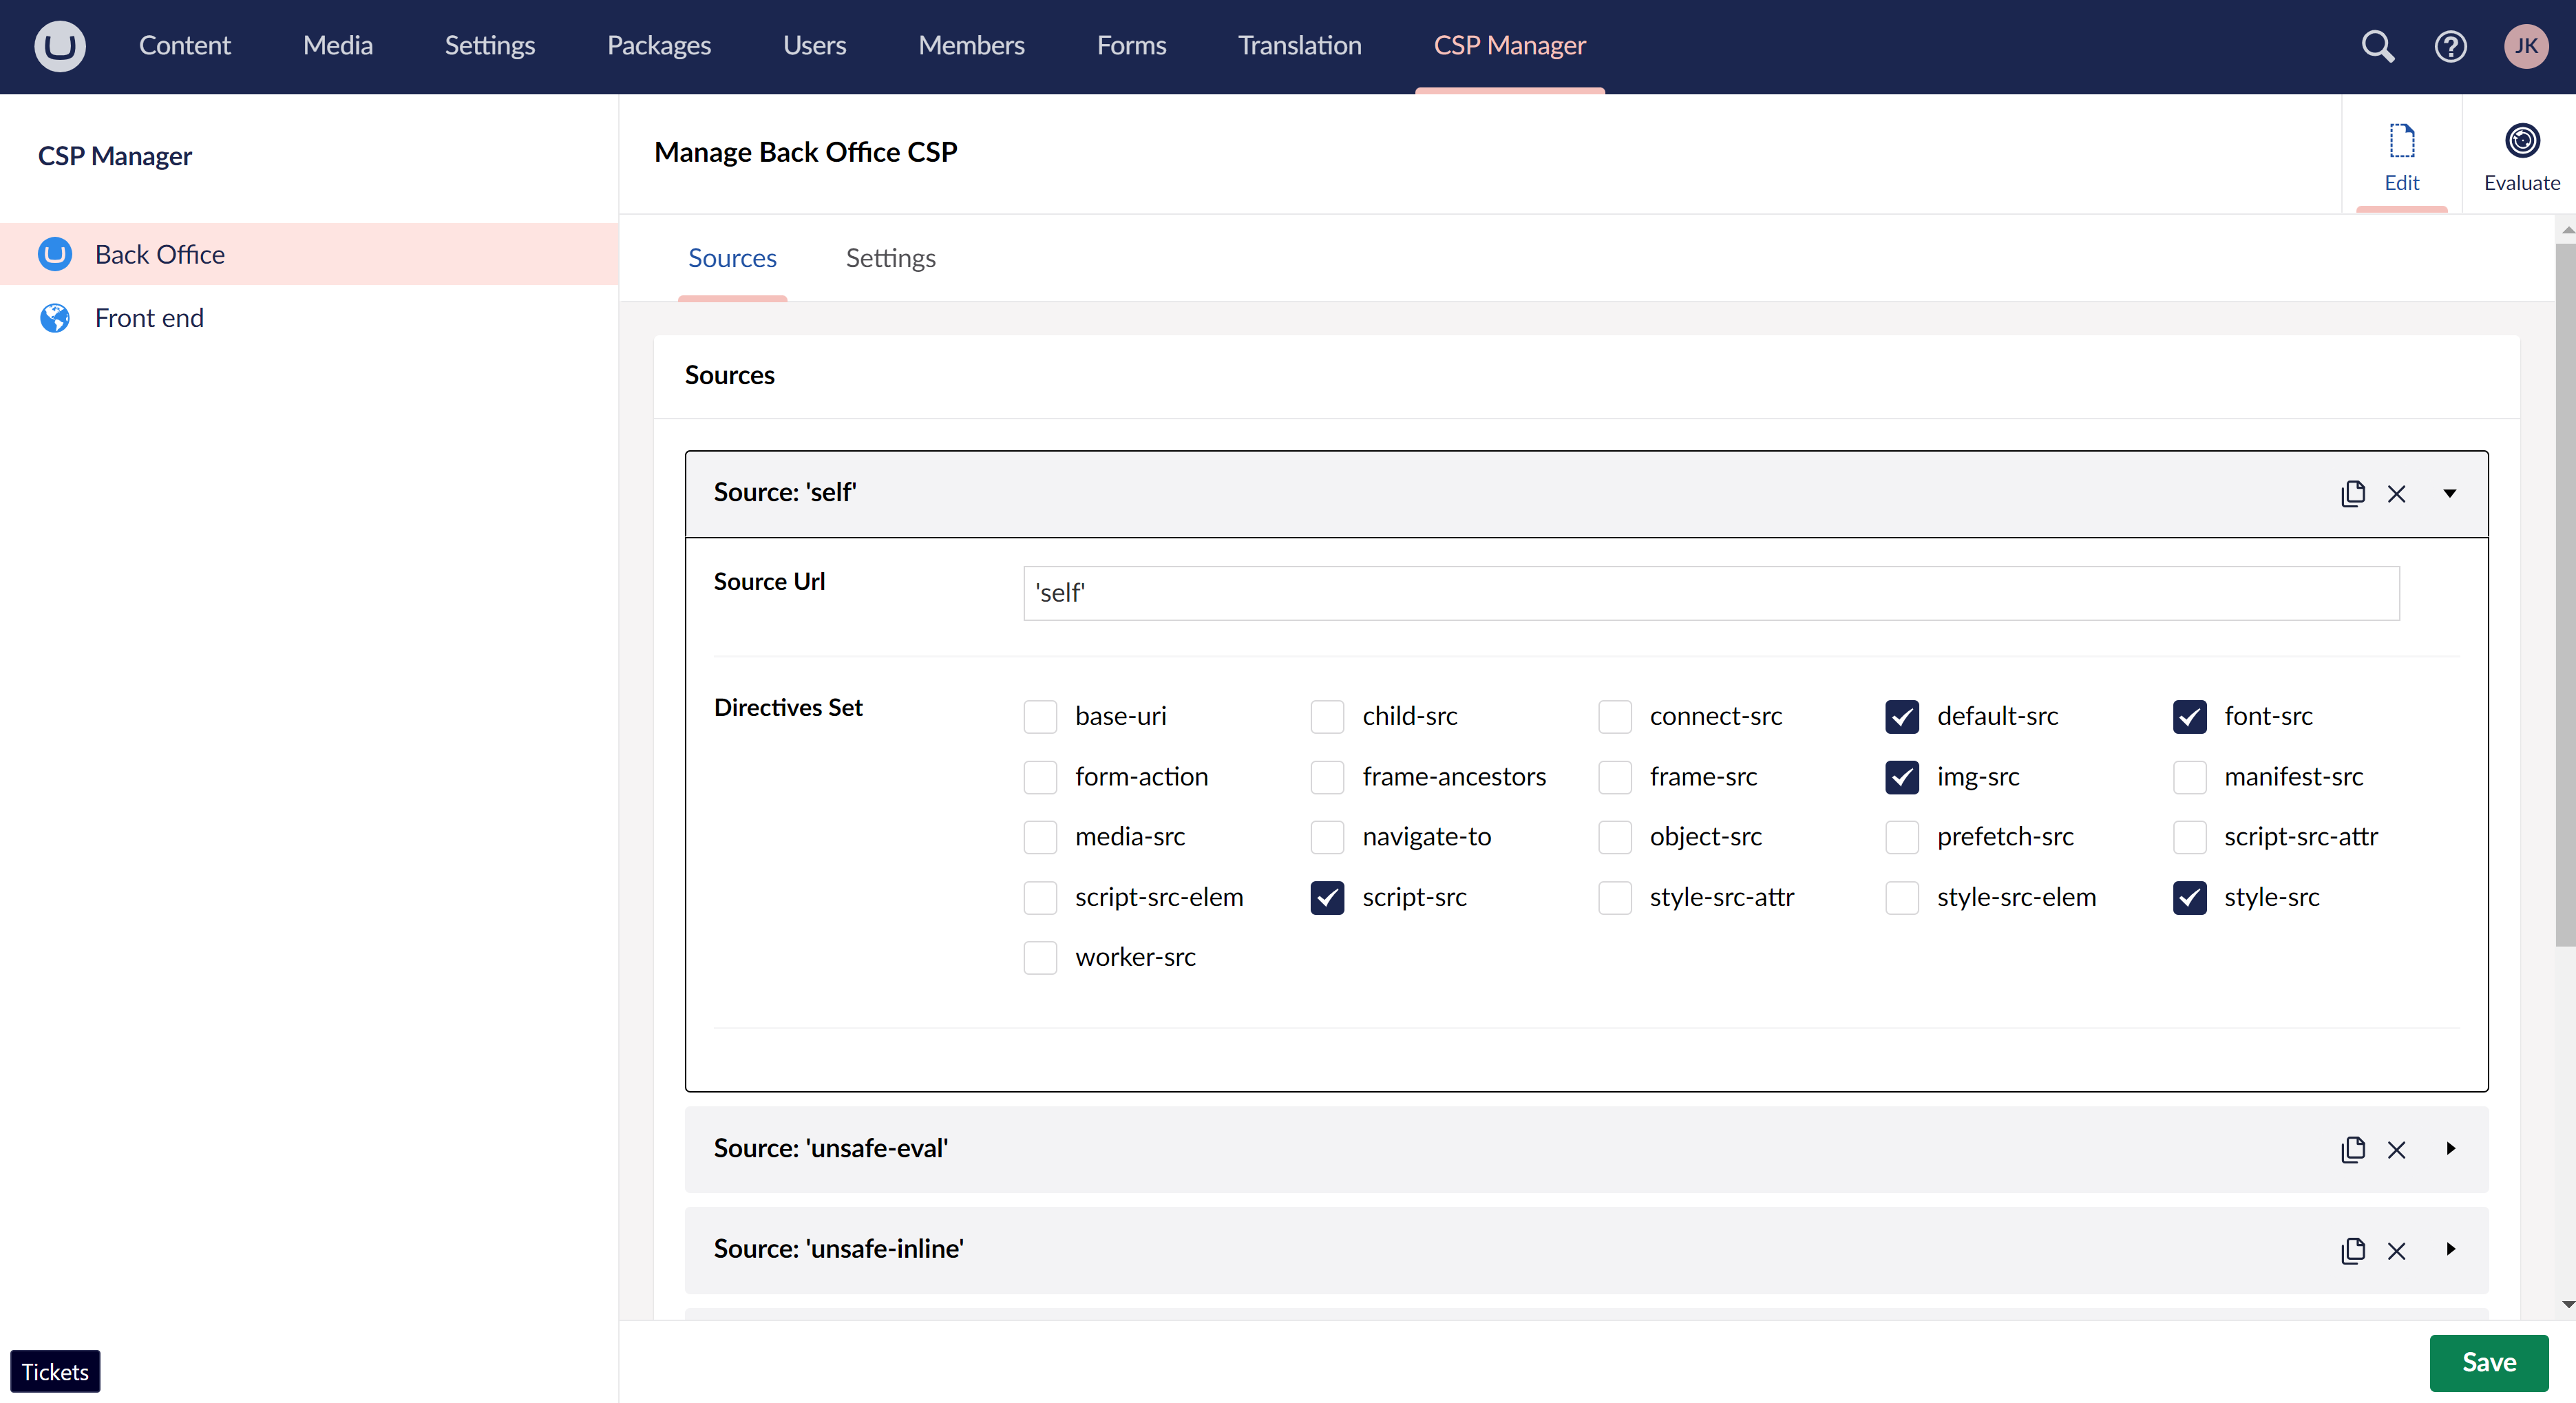 Content Media Settings Packages Users Members Forms Translation CSP Manager JK
CSP Manager
Back Office
Front end
Tickets
Manage Back Office CSP
Edit
Evaluate
Sources Settings
Sources
Source: 'self'
Source Url
'self'
Directives Set
base-uri child-src connect-src default-src font-src
form-action frame-ancestors frame-src img-src manifest-src
media-src navigate-to object-src prefetch-src script-src-attr
script-src-elem script-src style-src-attr style-src-elem style-src
worker-src
Source: 'unsafe-eval'
Source: 'unsafe-inline'
Save